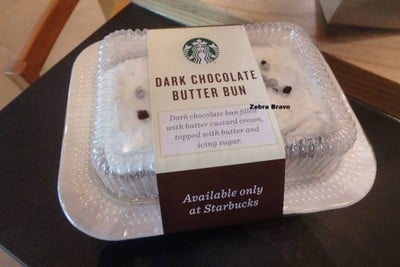 DARK CHOCOLATE
BUTTER BUN
Zebra Bravo
Dark chocolate bun filled
with butter custard cream,
topped with butter and
icing sugar.
Available only
at Starbucks